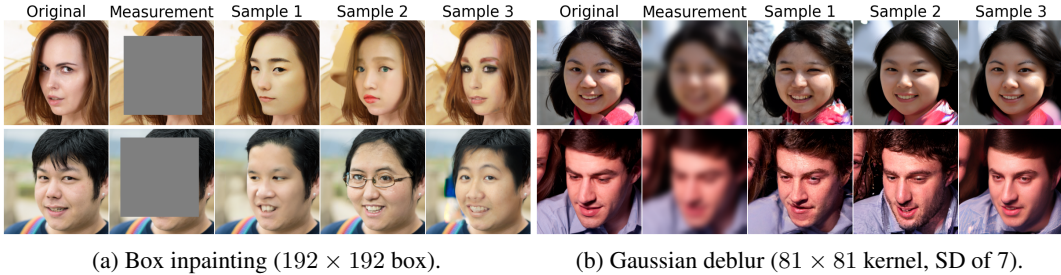 Original Measurement Sample 1 Sample 2 Sample 3
Original Measurement Sample 1 Sample 2 Sample 3
(a) Box inpainting (192 × 192 box).
(b) Gaussian deblur (81 × 81 kernel, SD of 7).